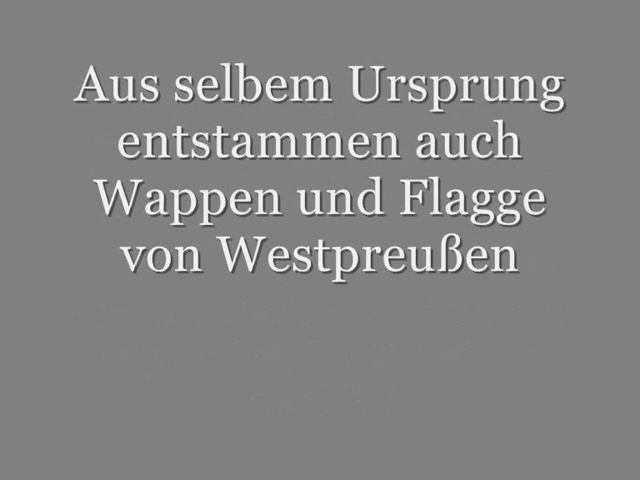 Aus selbem Ursprung
entstammen auch
Wappen und Flagge
von Westpreußen